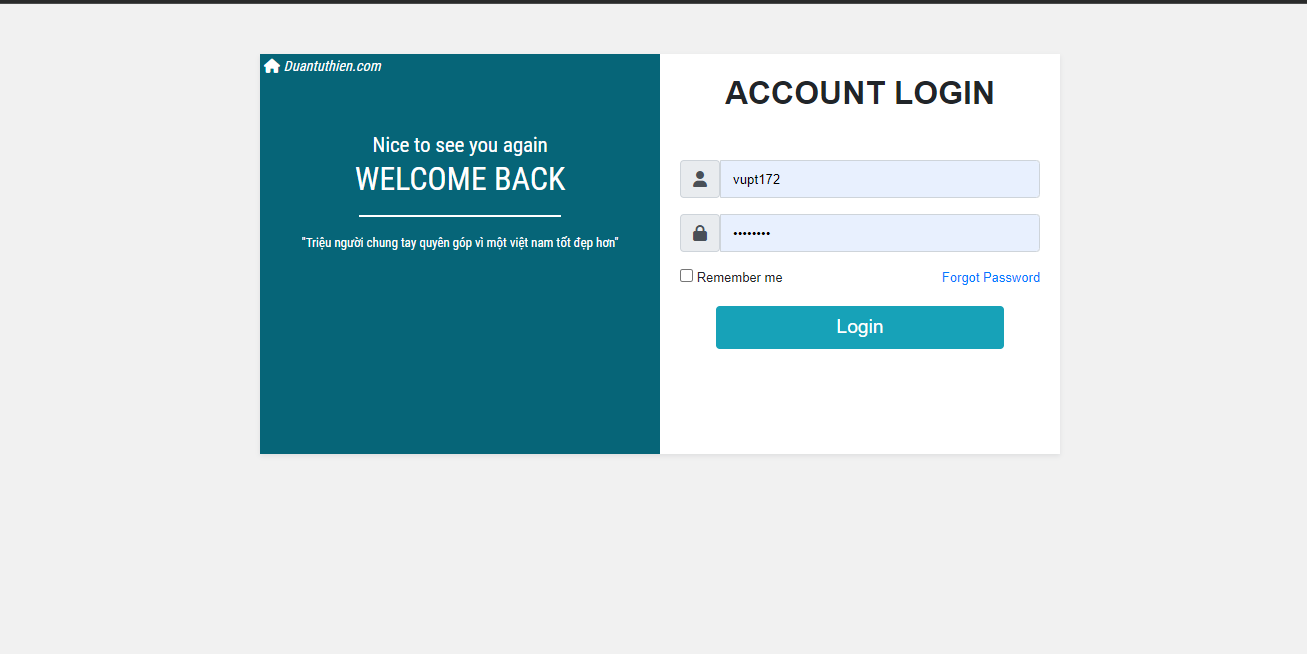 Duantuthien.com
Nice to see you again
WELCOME BACK
"Triệu người chung tay quyên góp vì một việt nam tốt đẹp hơn"
ACCOUNT LOGIN
vupt172
••••••••
Remember me
Forgot Password
Login